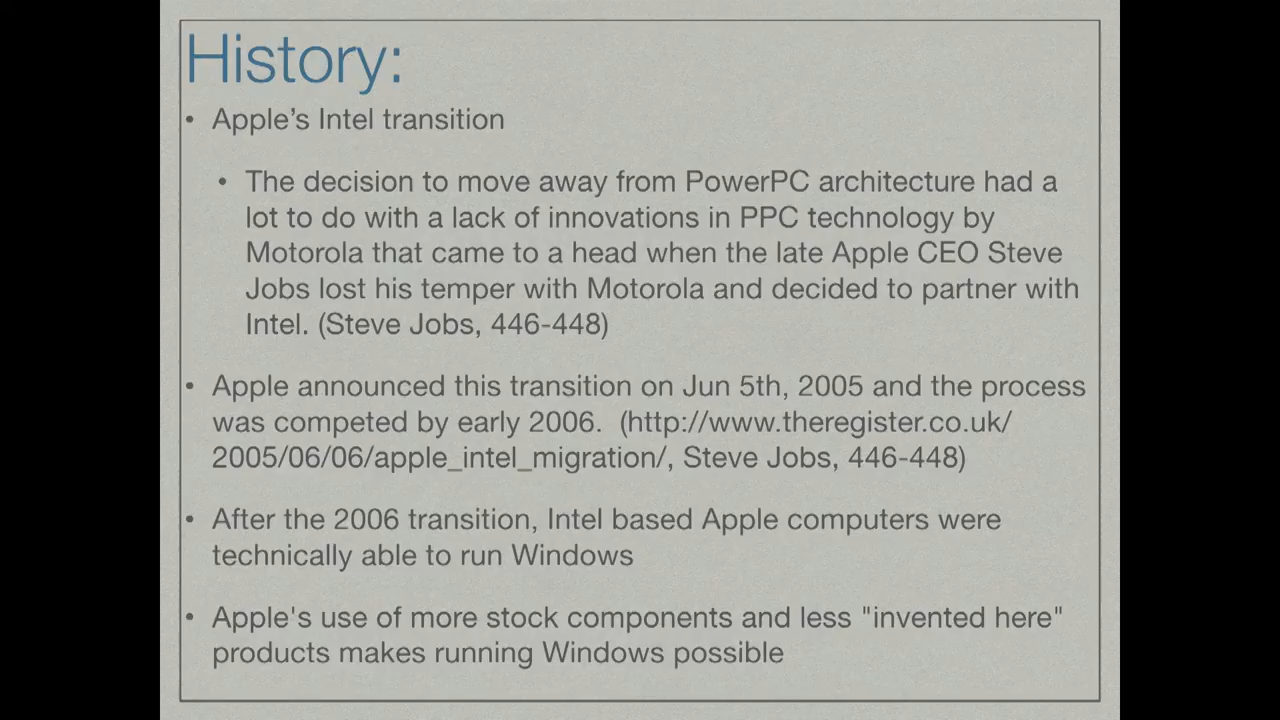 History:
• Apple’s Intel transition
• The decision to move away from PowerPC architecture had a
lot to do with a lack of innovations in PPC technology by
Motorola that came to a head when the late Apple CEO Steve
Jobs lost his temper with Motorola and decided to partner with
Intel. (Steve Jobs, 446-448)
• Apple announced this transition on Jun 5th, 2005 and the process
was competed by early 2006.  (http://www.theregister.co.uk/
2005/06/06/apple_intel_migration/, Steve Jobs, 446-448)
• After the 2006 transition, Intel based Apple computers were
technically able to run Windows
• Apple's use of more stock components and less "invented here"
products makes running Windows possible